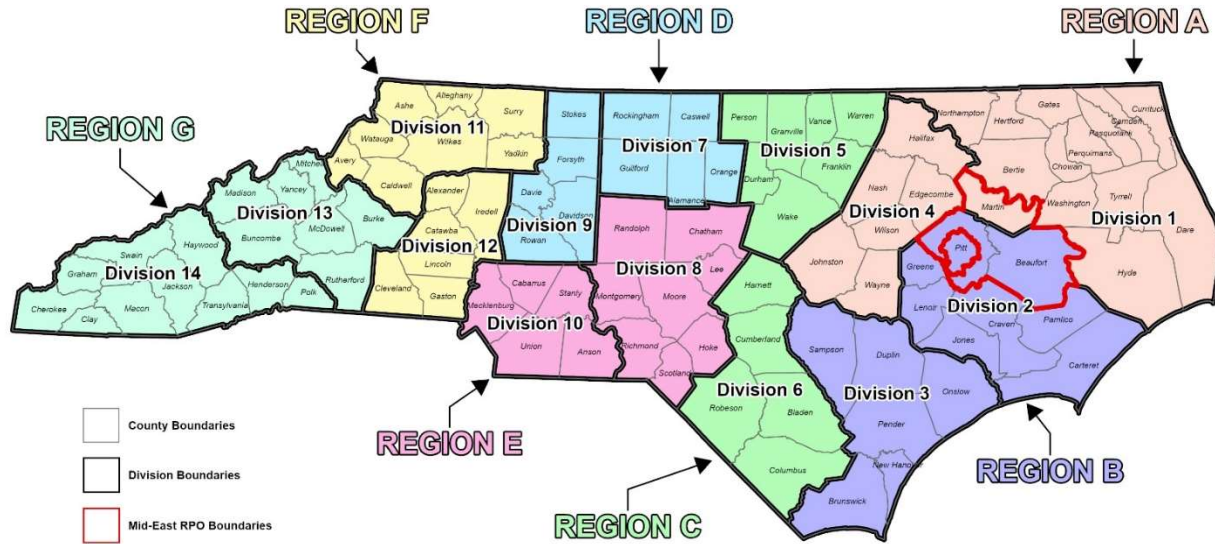 REGION F
REGION D
REGION A
REGION G
Division 11
Ashe
Alleghany
Surry
Watauga
Wilkes
Yadkin
Avery
Caldwell
Stokes
Forsyth
Davie
Davidson
Rowan
Division 9
Rockingham
Caswell
Division 7
Guilford
Orange
Alamance
Person
Granville
Vance
Warren
Division 5
Franklin
Durham
Wake
Northampton
Gates
Currituck
Camden
Hertford
Pasquotank
Halifax
Perquimans
Chowan
Bertie
Nash
Edgecombe
Martin
Washington
Tyrrell
Division 4
Wilson
Division 1
Dare
Johnston
Wayne
Hyde
Mitchell
Madison
Yancey
Division 13
Burke
McDowell
Buncombe
Rutherford
Haywood
Swain
Division 14
Graham
Jackson
Henderson
Polk
Transylvania
Cherokee
Macon
Clay
Alexander
Iredell
Catawba
Division 12
Lincoln
Cleveland
Gaston
Randolph
Chatham
Division 8
Lee
Montgomery
Moore
Richmond
Hoke
Scotland
Cabarrus
Mecklenburg
Stanly
Division 10
Union
Anson
Harnett
Cumberland
Division 6
Robeson
Bladen
Columbus
Pitt
Beaufort
Greene
Division 2
Lenoir
Craven
Pamlico
Jones
Carteret
Sampson
Duplin
Division 3
Onslow
Pender
New Hanover
Brunswick
REGION E
REGION C
REGION B
County Boundaries
Division Boundaries
Mid-East RPO Boundaries